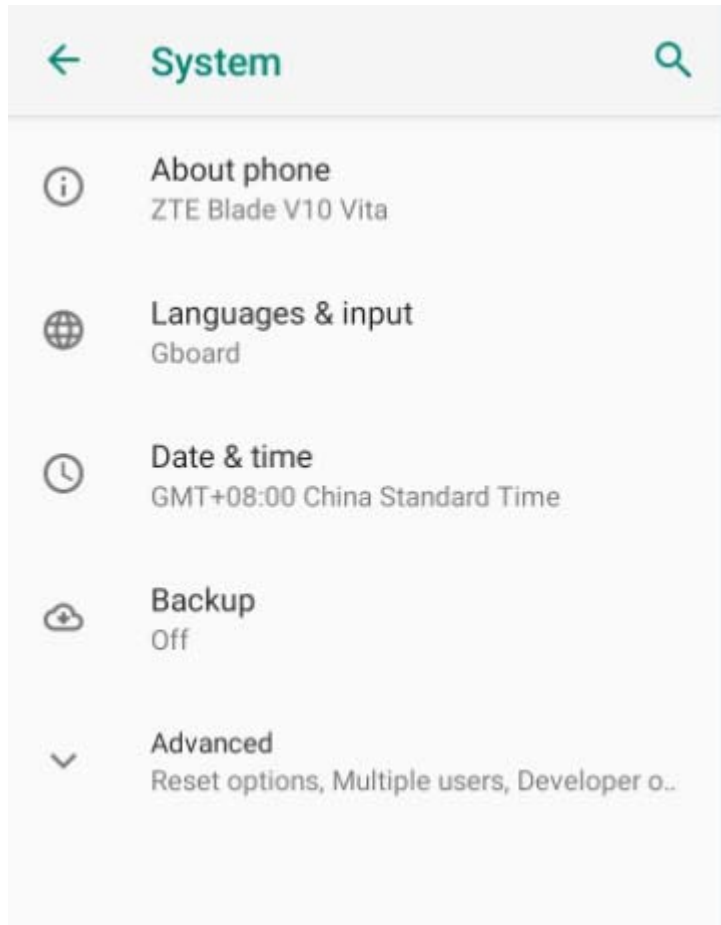 System
About phone
ZTE Blade V10 Vita
Languages & input
Gboard
Date & time
GMT+08:00 China Standard Time
Backup
Off
Advanced
Reset options, Multiple users, Developer o..